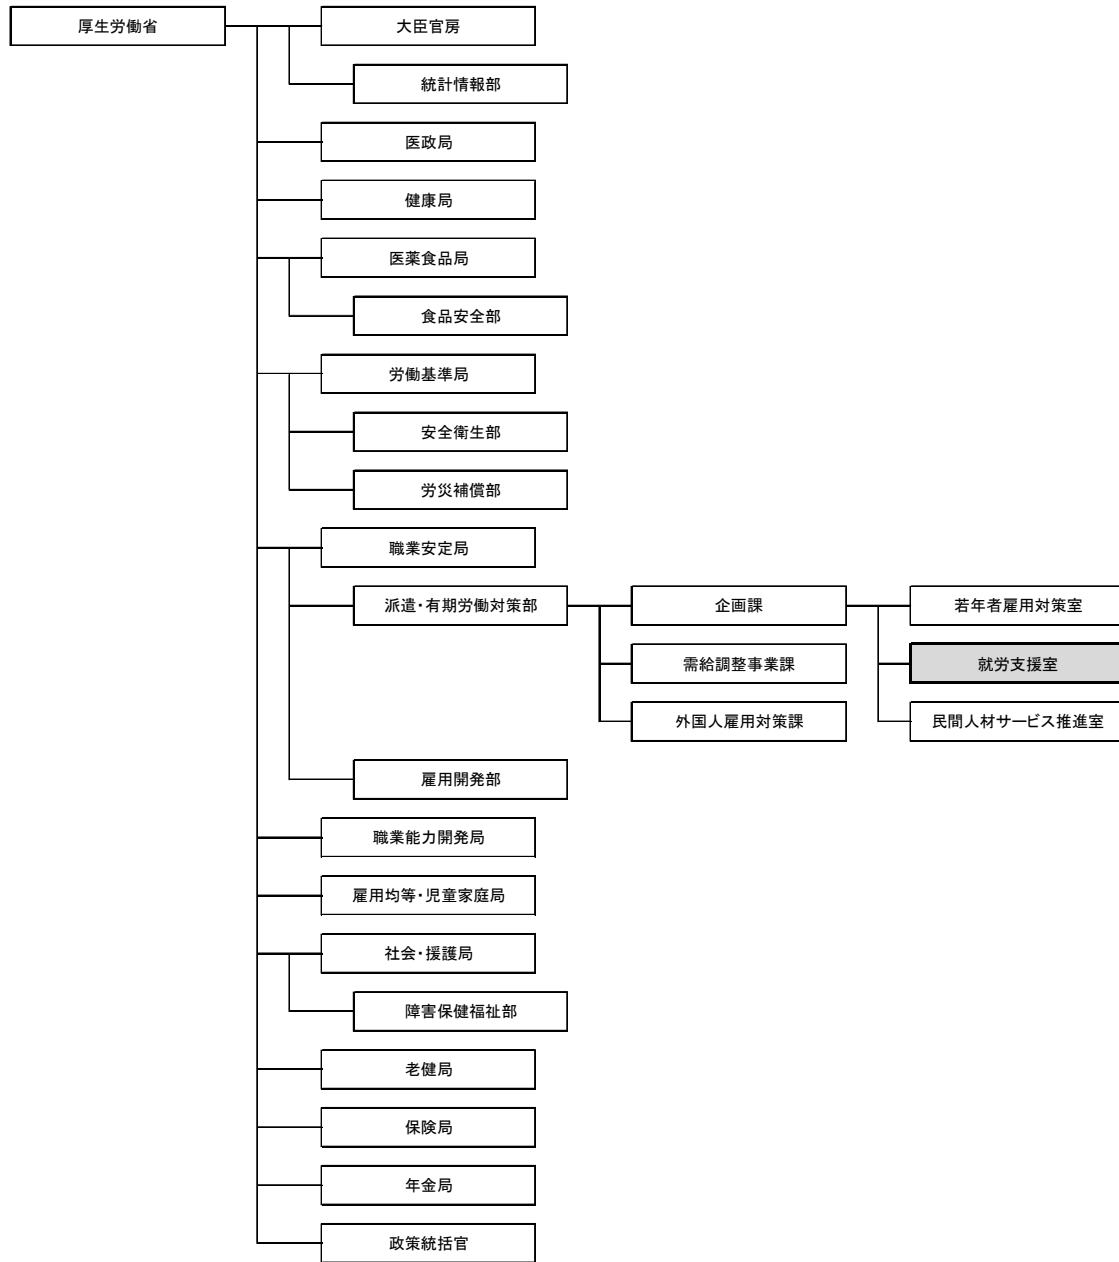 厚生労働省
大臣官房
統計情報部
医政局
健康局
医薬食品局
食品安全部
労働基準局
安全衛生部
労災補償部
職業安定局
派遣・有期労働対策部
企画課
若年者雇用対策室
需給調整事業課
就労支援室
外国人雇用対策課
民間人材サービス推進室
雇用開発部
職業能力開発局
雇用均等・児童家庭局
社会・援護局
障害保健福祉部
老健局
保険局
年金局
政策統括官